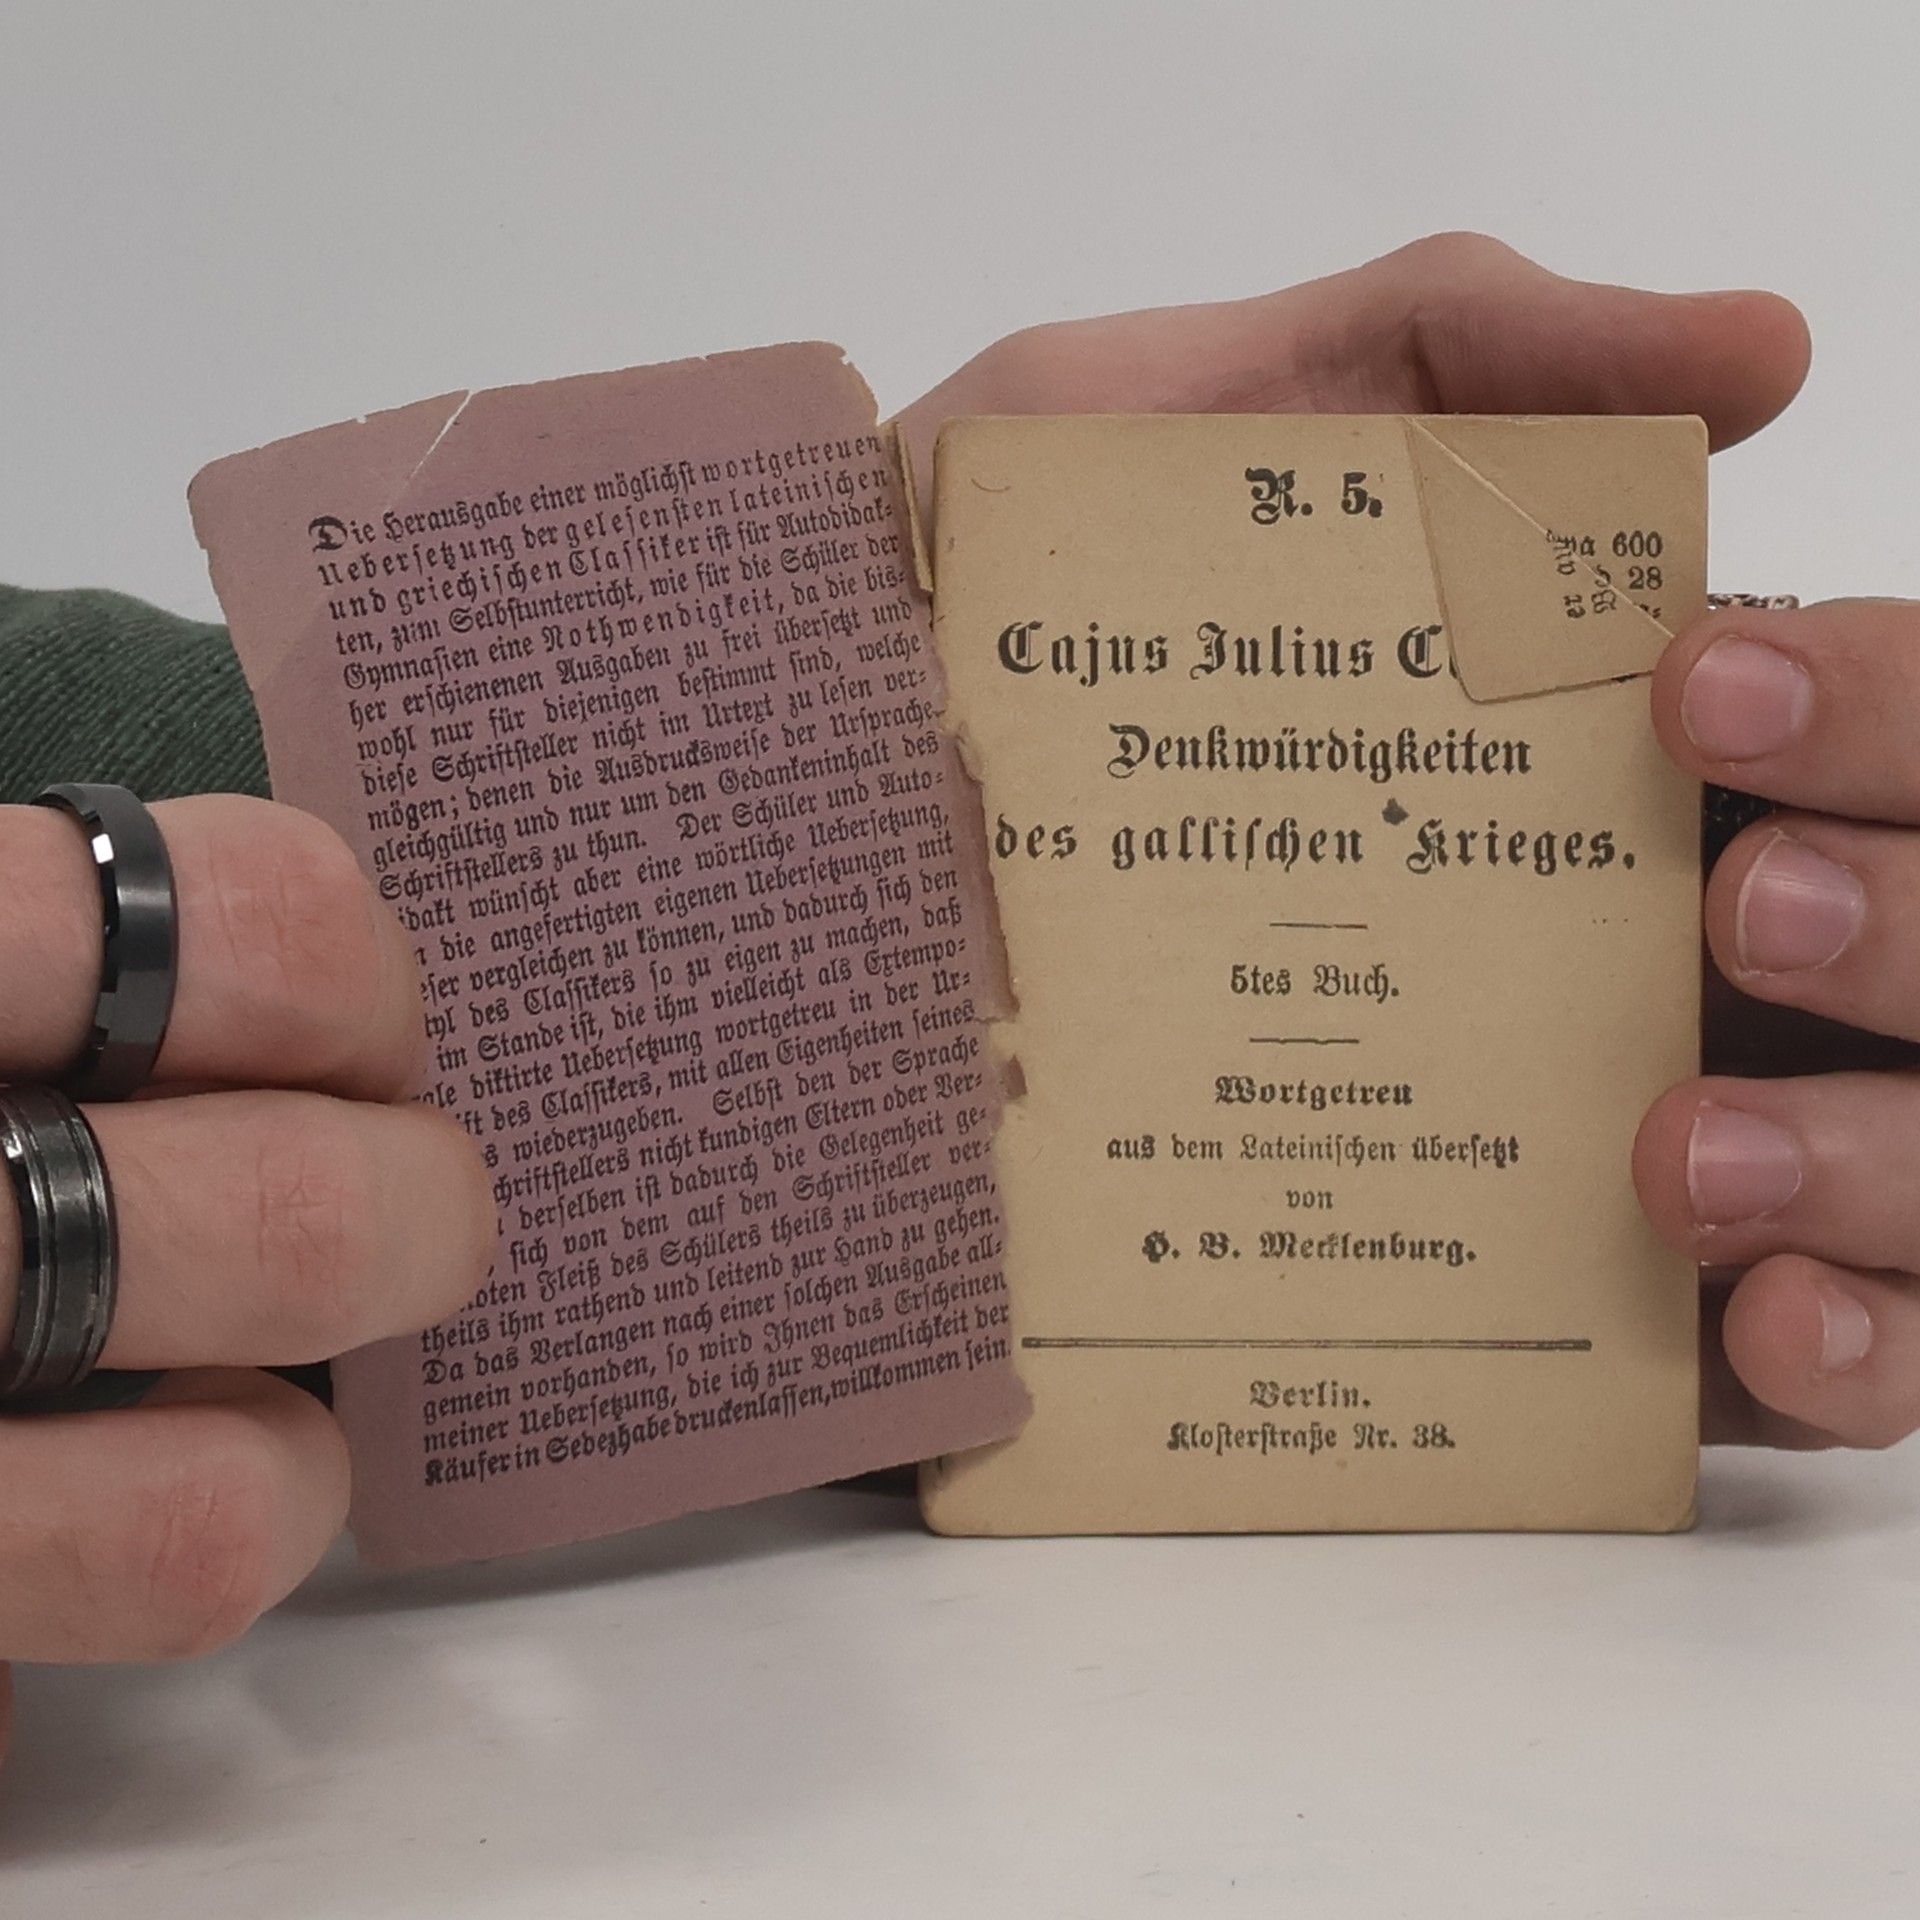 Die Herausgabe einer möglichst wortgetreuen
Uebersetzung der gelesensten lateinischen
und griechischen Classiker ist für Autodidak-
ten, zum Selbstunterricht, wie für die Schüler der
Gymnasien eine Nothwendigkeit, da die bis-
her erschienenen Ausgaben zu frei übersetzt und
wohl nur für diejenigen bestimmt sind, welche
diese Schriftsteller nicht im Urtext zu lesen ver-
mögen; denen die Ausdrucksweise der Ursprache
gleichgültig und nur um den Gedankeninhalt des
Schriftstellers zu thun. Der Schüler und Auto-
idakt wünscht aber eine wörtliche Uebersetzung,
n die angefertigten eigenen Uebersetzungen mit
eser vergleichen zu können, und dadurch sich den
tyl des Classikers so zu eigen zu machen, daß
im Stande ist, die ihm vielleicht als Extempo-
ale diktirte Uebersetzung wortgetreu in der Ur-
ift des Classikers, mit allen Eigenheiten seines
s wiederzugeben. Selbst den der Sprache
chriftstellers nicht kundigen Eltern oder Ver-
derselben ist dadurch die Gelegenheit ge-
, sich von dem auf den Schriftsteller ver-
oten Fleiß des Schülers theils zu überzeugen,
theils ihm rathend und leitend zur Hand zu gehen.
Da das Verlangen nach einer solchen Ausgabe all-
gemein vorhanden, so wird Ihnen das Erscheinen
meiner Uebersetzung, die ich zur Bequemlichkeit der
Käufer in Sedezhabe drucken lassen, willkommen sein.
R. 5.
a 600
28
Cajus Julius C
Denkwürdigkeiten
des gallischen Krieges.
5tes Buch.
Wortgetreu
aus dem Lateinischen übersetzt
von
H. B. Mecklenburg.
Berlin.
Klosterstraße Nr. 38.